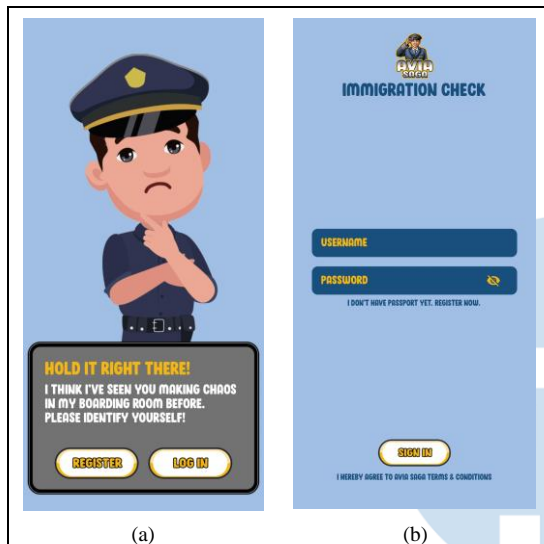 HOLD IT RIGHT THERE!
I THINK I'VE SEEN YOU MAKING CHAOS
IN MY BOARDING ROOM BEFORE.
PLEASE IDENTIFY YOURSELF!
REGISTER
LOG IN
(a)
AVIA
SAGA
IMMIGRATION CHECK
USERNAME
PASSWORD
I DON'T HAVE PASSPORT YET. REGISTER NOW.
SIGN IN
I HEREBY AGREE TO AVIA SAGA TERMS & CONDITIONS
(b)